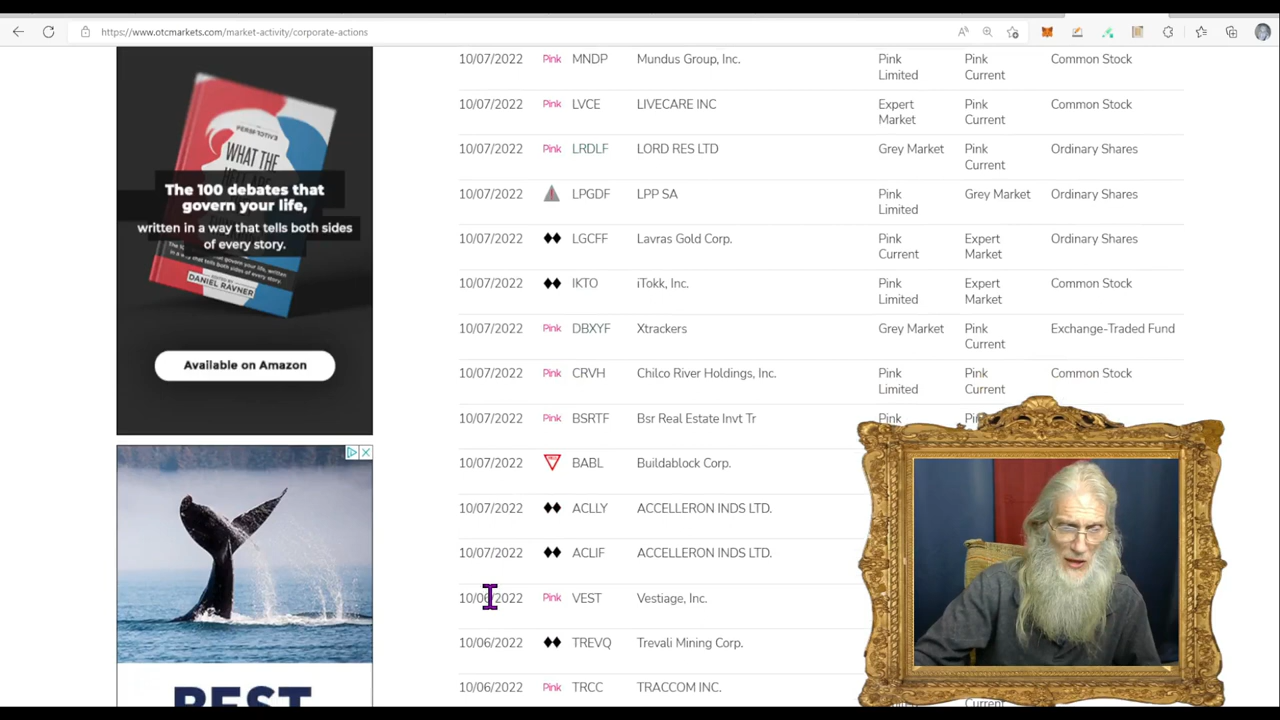 https://www.otcmarkets.com/market-activity/corporate-actions
WHAT THE
The 100 debates that
govern your life,
written in a way that tells both sides
of every story.
EDITED BY
DANIEL RAVNER
Available on Amazon
BEST
10/07/2022 Pink MNDP Mundus Group, Inc. Pink Limited Pink Current Common Stock
10/07/2022 Pink LVCE LIVECARE INC Expert Market Pink Current Common Stock
10/07/2022 Pink LRDLF LORD RES LTD Grey Market Pink Current Ordinary Shares
10/07/2022 LPGDF LPP SA Pink Limited Grey Market Ordinary Shares
10/07/2022 LGCFF Lavras Gold Corp. Pink Current Expert Market Ordinary Shares
10/07/2022 IKTO iTokk, Inc. Pink Limited Expert Market Common Stock
10/07/2022 Pink DBXYF Xtrackers Grey Market Pink Current Exchange-Traded Fund
10/07/2022 Pink CRVH Chilco River Holdings, Inc. Pink Limited Pink Current Common Stock
10/07/2022 Pink BSRTF Bsr Real Estate Invt Tr Pink
10/07/2022 BABL Buildablock Corp.
10/07/2022 ACLLY ACCELLERON INDS LTD.
10/07/2022 ACLIF ACCELLERON INDS LTD.
10/06/2022 Pink VEST Vestiage, Inc.
10/06/2022 TREVQ Trevali Mining Corp.
10/06/2022 Pink TRCC TRACCOM INC.